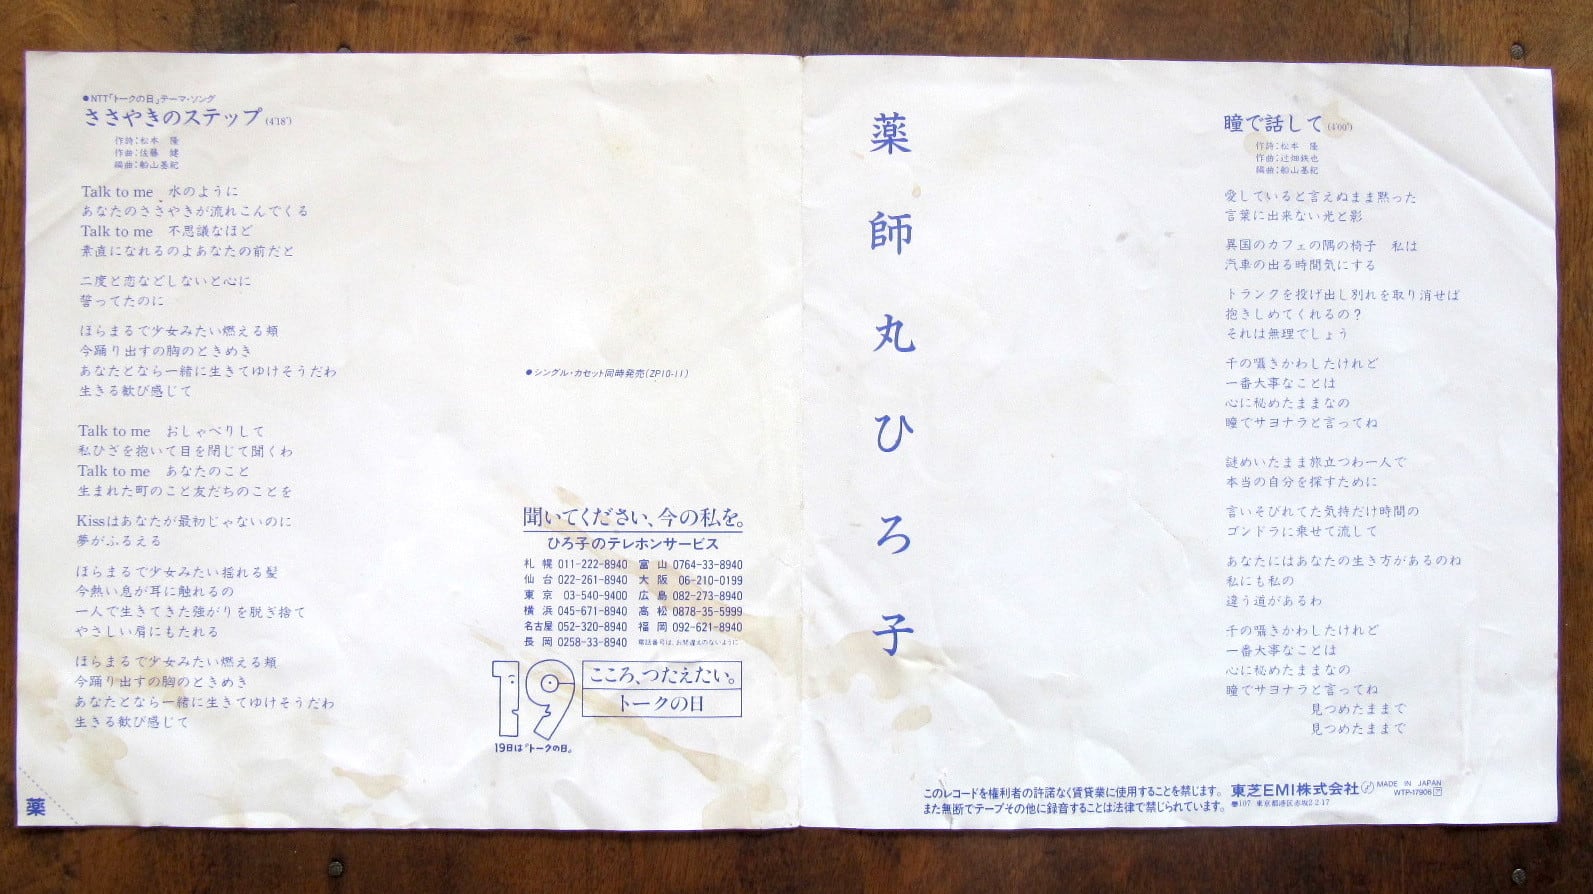 ●NTT「トークの日」テーマ・ソング
ささやきのステップ(4'18")
作詩:松本 隆
作曲:佐藤 健
編曲:船山基紀
Talk to me 水のように
あなたのささやきが流れこんでくる
Talk to me 不思議なほど
素直になれるのよあなたの前だと
二度と恋などしないと心に
誓ってたのに
ほらまるで少女みたい燃える頬
今踊り出すの胸のときめき
あなたとなら一緒に生きてゆけそうだわ
生きる歓び感じて
Talk to me おしゃべりして
私ひざを抱いて目を閉じて聞くわ
Talk to me あなたのこと
生まれた町のこと友だちのことを
Kissはあなたが最初じゃないのに
夢がふるえる
ほらまるで少女みたい揺れる髪
今熱い息が耳に触れるの
一人で生きてきた強がりを脱ぎ捨て
やさしい肩にもたれる
ほらまるで少女みたい燃える頬
今踊り出すの胸のときめき
あなたとなら一緒に生きてゆけそうだわ
生きる歓び感じて
薬
●シングル・カセット同時発売(ZP10-11)
聞いてください、今の私を。
ひろ子のテレホンサービス
札幌 011-222-8940 富山 0764-33-8940
仙台 022-261-8940 大阪 06-210-0199
東京 03-540-9400 広島 082-273-8940
横浜 045-671-8940 高松 0878-35-5999
名古屋 052-320-8940 福岡 092-621-8940
長岡 0258-33-8940 電話番号は、お間違えのないように
19
こころ、つたえたい。
トークの日
19日は“トークの日。
薬師丸ひろ子
瞳で話して(4'00")
作詩:松本 隆
作曲:辻畑鉄也
編曲:船山基紀
愛していると言えぬまま黙った
言葉に出来ない光と影
異国のカフェの隅の椅子 私は
汽車の出る時間気にする
トランクを投げ出し別れを取り消せば
抱きしめてくれるの?
それは無理でしょう
千の囁きかわしたけれど
一番大事なことは
心に秘めたままなの
瞳でサヨナラと言ってね
謎めいたまま旅立つわ一人で
本当の自分を探すために
言いそびれてた気持だけ時間の
ゴンドラに乗せて流して
あなたにはあなたの生き方があるのね
私にも私の
違う道があるわ
千の囁きかわしたけれど
一番大事なことは
心に秘めたままなの
瞳でサヨナラと言ってね
見つめたままで
見つめたままで
このレコードを権利者の許諾なく賃貸業に使用することを禁じます。
また無断でテープその他に録音することは法律で禁じられています。
東芝EMI株式会社 Ⓙ MADE IN JAPAN
〒107 東京都港区赤坂2-2-17 WTP-17906